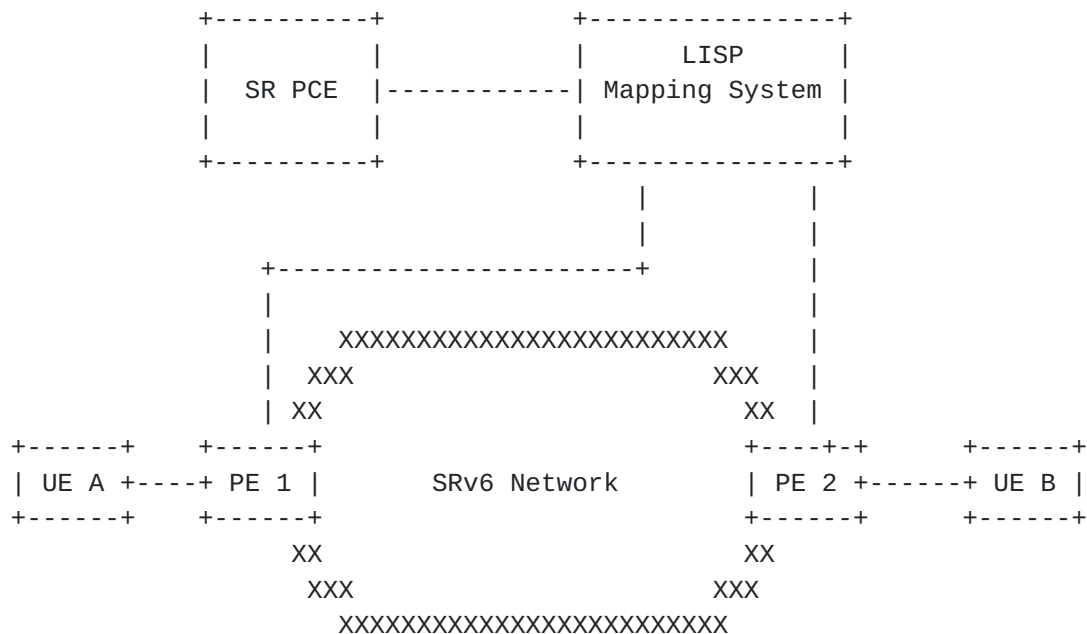 LISP
SR PCE
Mapping System
UE A
PE 1
SRv6 Network
PE 2
UE B